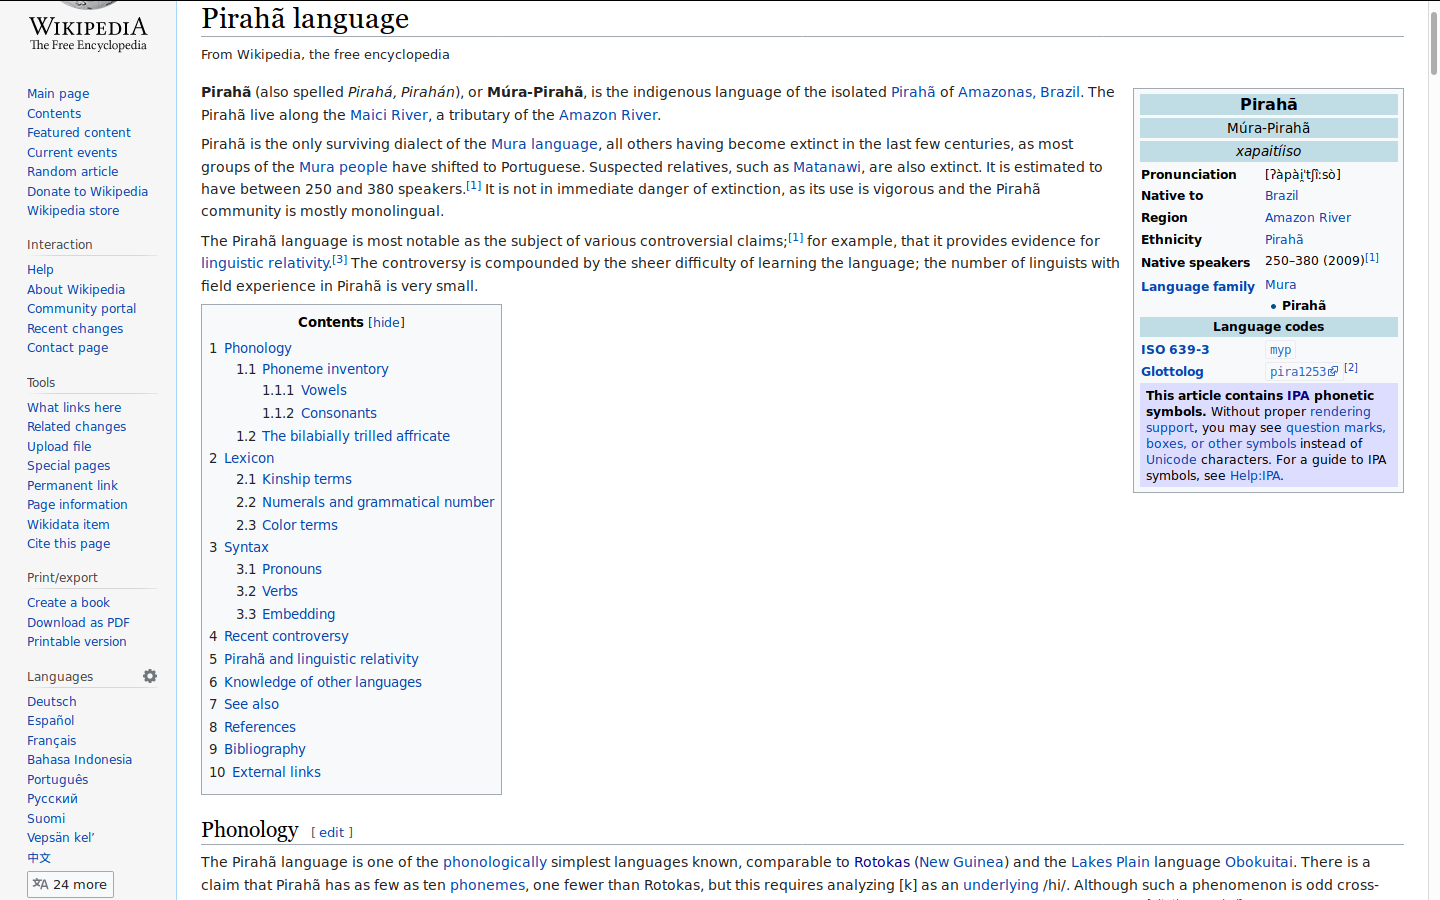 WIKIPEDIA
The Free Encyclopedia
Main page
Contents
Featured content
Current events
Random article
Donate to Wikipedia
Wikipedia store
Interaction
Help
About Wikipedia
Community portal
Recent changes
Contact page
Tools
What links here
Related changes
Upload file
Special pages
Permanent link
Page information
Wikidata item
Cite this page
Print/export
Create a book
Download as PDF
Printable version
Languages
Deutsch
Español
Français
Bahasa Indonesia
Português
Русский
Suomi
Vepsän kel’
中文
24 more
Pirahã language
From Wikipedia, the free encyclopedia
Pirahã (also spelled Pirahá, Pirahán), or Múra-Pirahã, is the indigenous language of the isolated Pirahã of Amazonas, Brazil. The
Pirahã live along the Maici River, a tributary of the Amazon River.
Pirahã is the only surviving dialect of the Mura language, all others having become extinct in the last few centuries, as most
groups of the Mura people have shifted to Portuguese. Suspected relatives, such as Matanawi, are also extinct. It is estimated to
have between 250 and 380 speakers.[1] It is not in immediate danger of extinction, as its use is vigorous and the Pirahã
community is mostly monolingual.
The Pirahã language is most notable as the subject of various controversial claims;[1] for example, that it provides evidence for
linguistic relativity.[3] The controversy is compounded by the sheer difficulty of learning the language; the number of linguists with
field experience in Pirahã is very small.
Pirahã
Múra-Pirahã
xapaitíiso
Pronunciation [ʔàpàì̯ˈtʃîːsò]
Native to Brazil
Region Amazon River
Ethnicity Pirahã
Native speakers 250–380 (2009)[1]
Language family Mura
• Pirahã
Language codes
ISO 639-3 myp
Glottolog pira1253 [2]
This article contains IPA phonetic
symbols. Without proper rendering
support, you may see question marks,
boxes, or other symbols instead of
Unicode characters. For a guide to IPA
symbols, see Help:IPA.
Contents [hide]
1 Phonology
1.1 Phoneme inventory
1.1.1 Vowels
1.1.2 Consonants
1.2 The bilabially trilled affricate
2 Lexicon
2.1 Kinship terms
2.2 Numerals and grammatical number
2.3 Color terms
3 Syntax
3.1 Pronouns
3.2 Verbs
3.3 Embedding
4 Recent controversy
5 Pirahã and linguistic relativity
6 Knowledge of other languages
7 See also
8 References
9 Bibliography
10 External links
Phonology [ edit ]
The Pirahã language is one of the phonologically simplest languages known, comparable to Rotokas (New Guinea) and the Lakes Plain language Obokuitai. There is a
claim that Pirahã has as few as ten phonemes, one fewer than Rotokas, but this requires analyzing [k] as an underlying /hi/. Although such a phenomenon is odd cross-